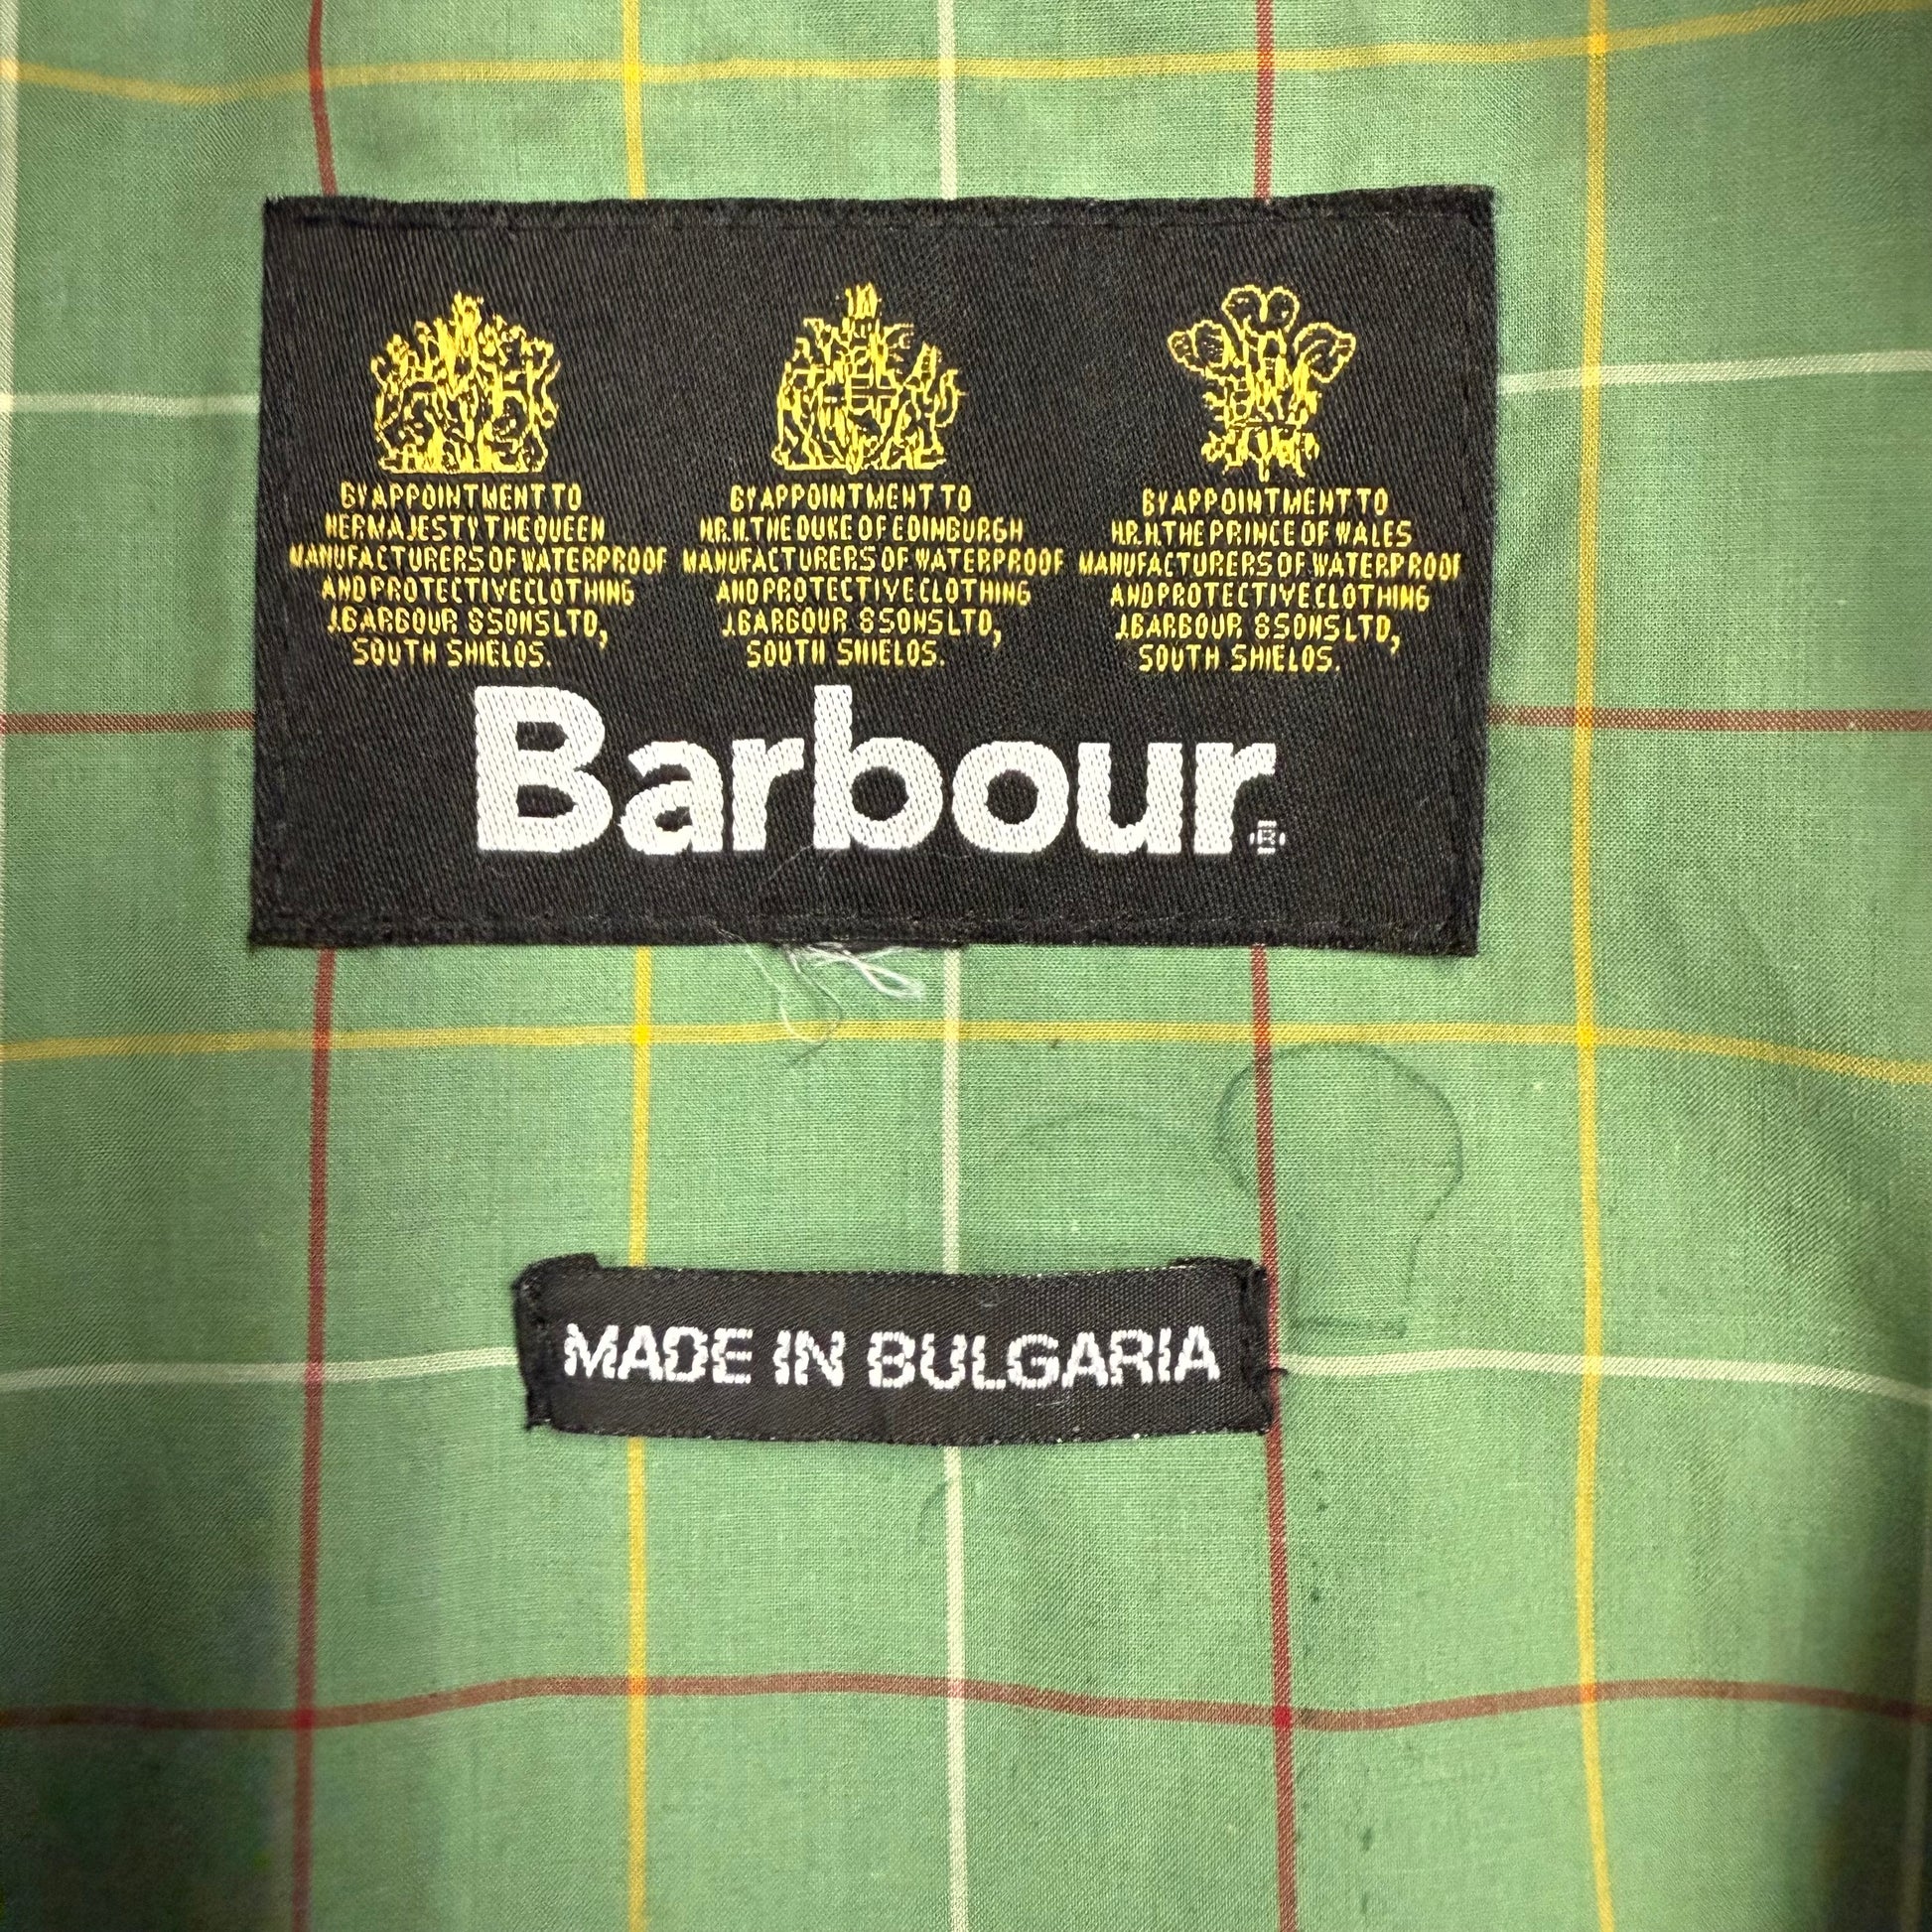 BY APPOINTMENT TO
HER MAJESTY THE QUEEN
MANUFACTURERS OF WATERPROOF
AND PROTECTIVE CLOTHING
J.BARBOUR & SONS LTD,
SOUTH SHIELDS.
BY APPOINTMENT TO
H.R.H. THE DUKE OF EDINBURGH
MANUFACTURERS OF WATERPROOF
AND PROTECTIVE CLOTHING
J.BARBOUR & SONS LTD,
SOUTH SHIELDS.
BY APPOINTMENT TO
H.R.H. THE PRINCE OF WALES
MANUFACTURERS OF WATERPROOF
AND PROTECTIVE CLOTHING
J.BARBOUR & SONS LTD,
SOUTH SHIELDS.
Barbour®
MADE IN BULGARIA